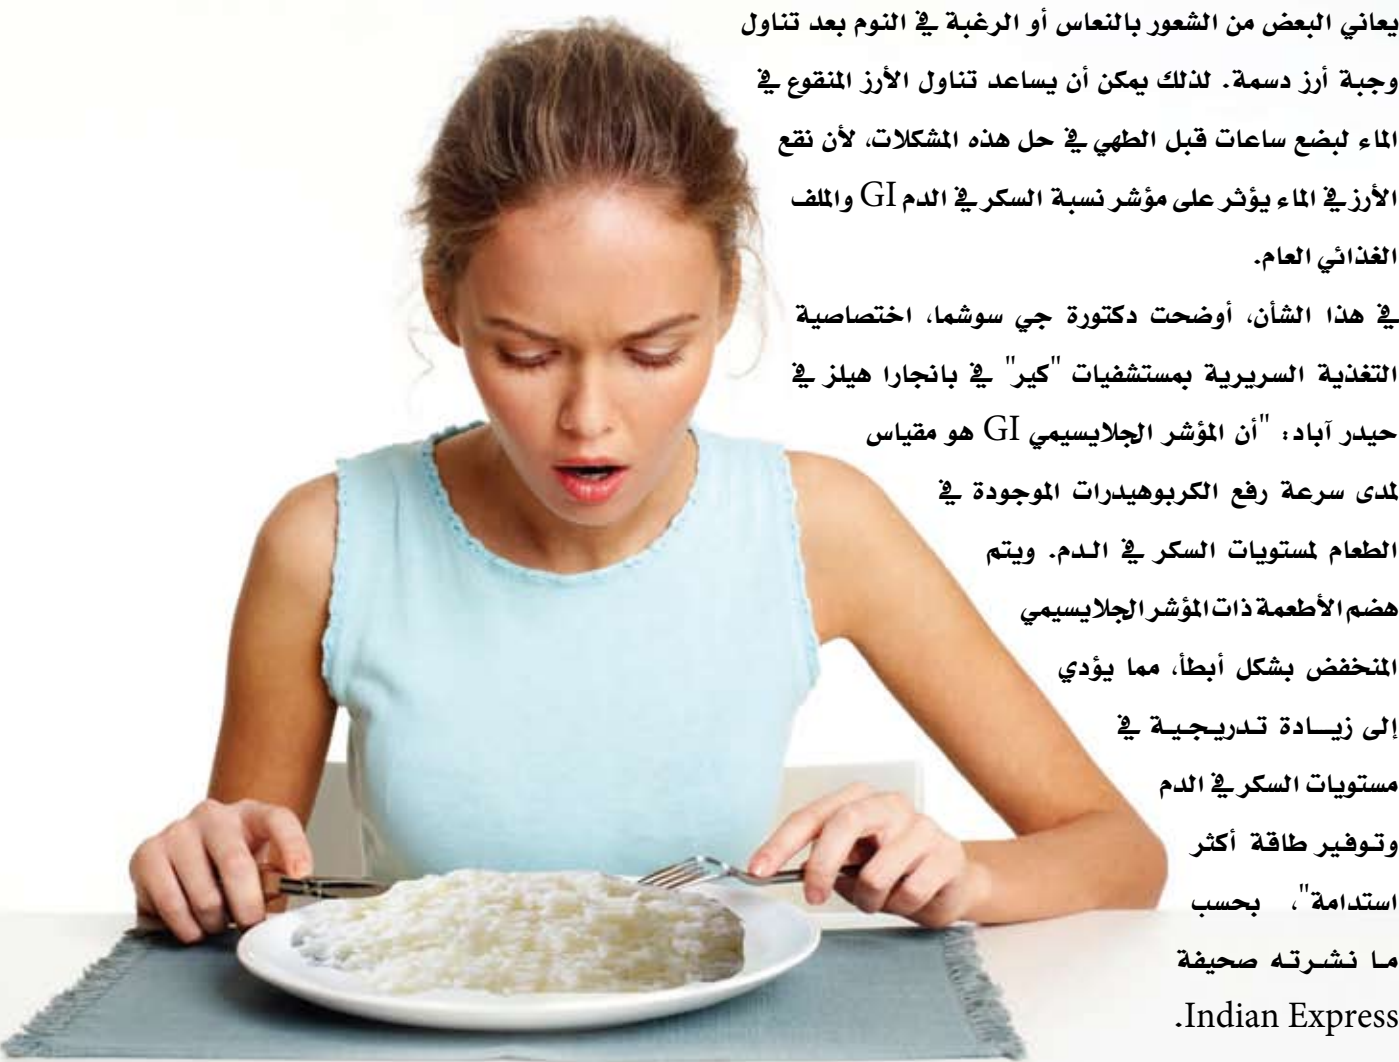 يعاني البعض من الشعور بالنعاس أو الرغبة في النوم بعد تناول
وجبة أرز دسمة. لذلك يمكن أن يساعد تناول الأرز المنقوع في
الماء لبضع ساعات قبل الطهي في حل هذه المشكلات، لأن نقع
الأرز في الماء يؤثر على مؤشر نسبة السكر في الدم GI والملف
الغذائي العام.
في هذا الشأن، أوضحت دكتورة جي سوشما، اختصاصية
التغذية السريرية بمستشفيات "كير" في بانجارا هيلز في
حيدر آباد: "أن المؤشر الجلايسيمي GI هو مقياس
لمدى سرعة رفع الكربوهيدرات الموجودة في
الطعام لمستويات السكر في الدم. ويتم
هضم الأطعمة ذات المؤشر الجلايسيمي
المنخفض بشكل أبطأ، مما يؤدي
إلى زيادة تدريجية في
مستويات السكر في الدم
وتوفير طاقة أكثر
استدامة"، بحسب
ما نشرته صحيفة
Indian Express.